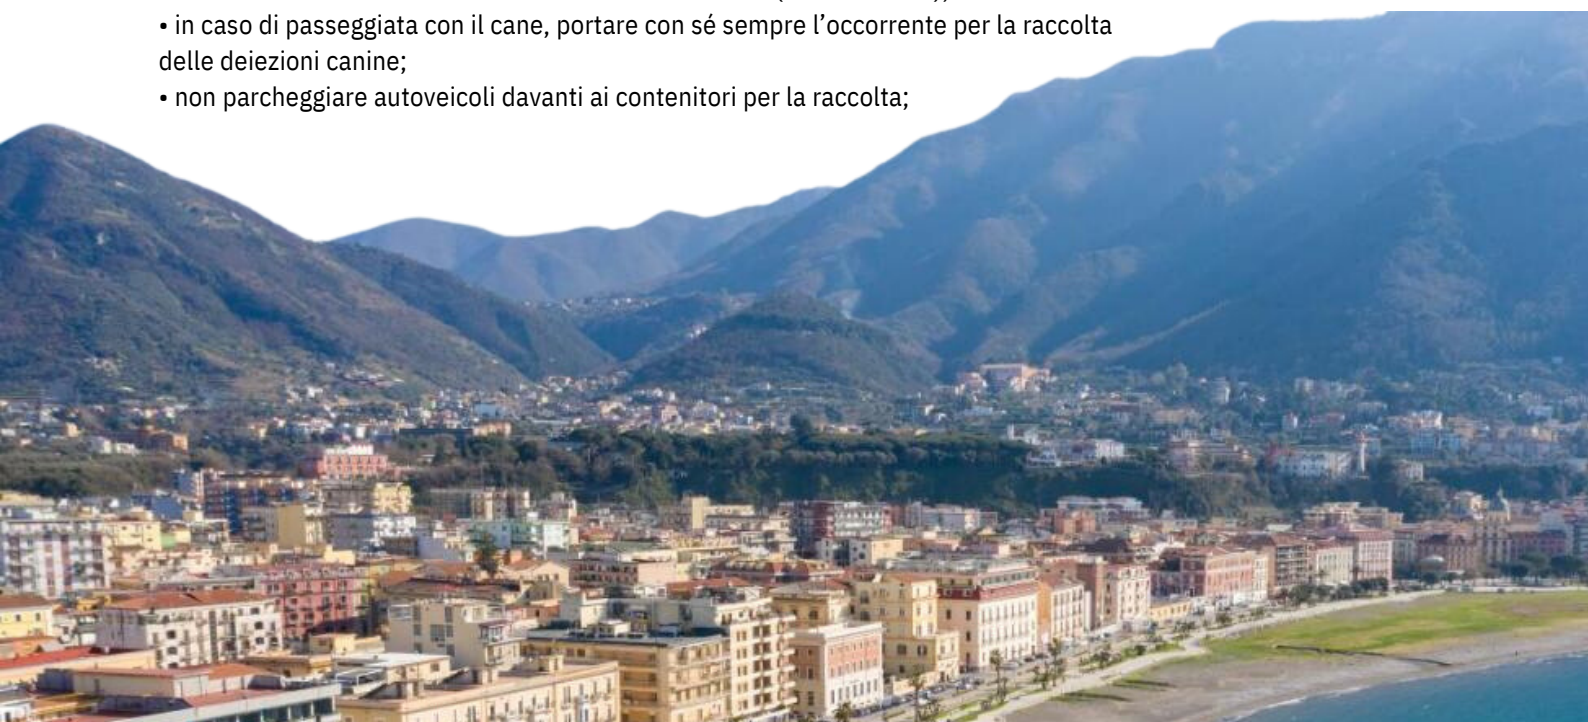 • in caso di passeggiata con il cane, portare con sé sempre l’occorrente per la raccolta
delle deiezioni canine;
• non parcheggiare autoveicoli davanti ai contenitori per la raccolta;